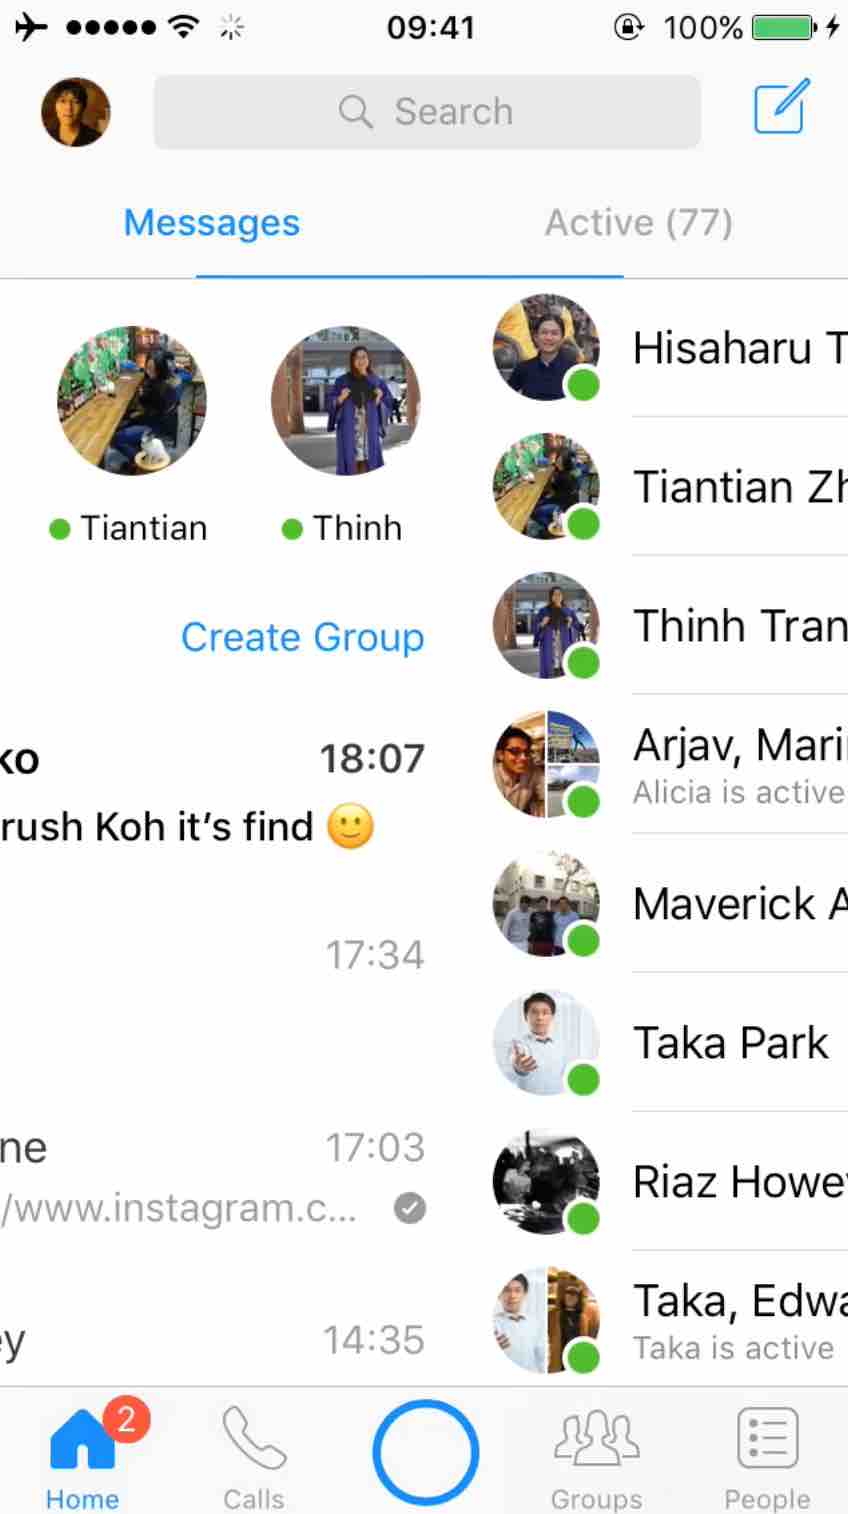 09:41
100%
Search
Messages
Active (77)
Tiantian
Thinh
Create Group
ko
18:07
rush Koh it's find 🙂
17:34
ne
17:03
/www.instagram.c...
ey
14:35
Hisaharu T
Tiantian Zh
Thinh Tran
Arjav, Mari
Alicia is active
Maverick A
Taka Park
Riaz Howe
Taka, Edwa
Taka is active
2
Home
Calls
Groups
People